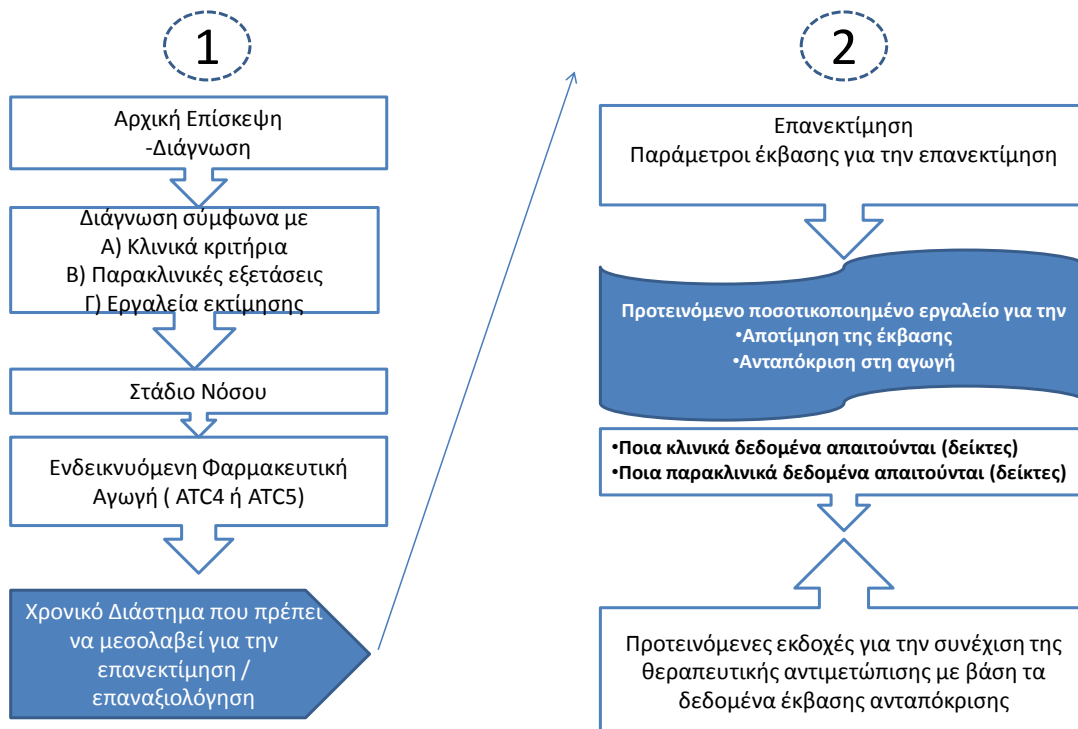 1
Αρχική Επίσκεψη
-Διάγνωση
Διάγνωση σύμφωνα με
Α) Κλινικά κριτήρια
Β) Παρακλινικές εξετάσεις
Γ) Εργαλεία εκτίμησης
Στάδιο Νόσου
Ενδεικνυόμενη Φαρμακευτική
Αγωγή ( ATC4 ή ATC5)
Χρονικό Διάστημα που πρέπει
να μεσολαβεί για την
επανεκτίμηση /
επαναξιολόγηση
2
Επανεκτίμηση
Παράμετροι έκβασης για την επανεκτίμηση
Προτεινόμενο ποσοτικοποιημένο εργαλείο για την
•Αποτίμηση της έκβασης
•Ανταπόκριση στη αγωγή
•Ποια κλινικά δεδομένα απαιτούνται (δείκτες)
•Ποια παρακλινικά δεδομένα απαιτούνται (δείκτες)
Προτεινόμενες εκδοχές για την συνέχιση της
θεραπευτικής αντιμετώπισης με βάση τα
δεδομένα έκβασης ανταπόκρισης